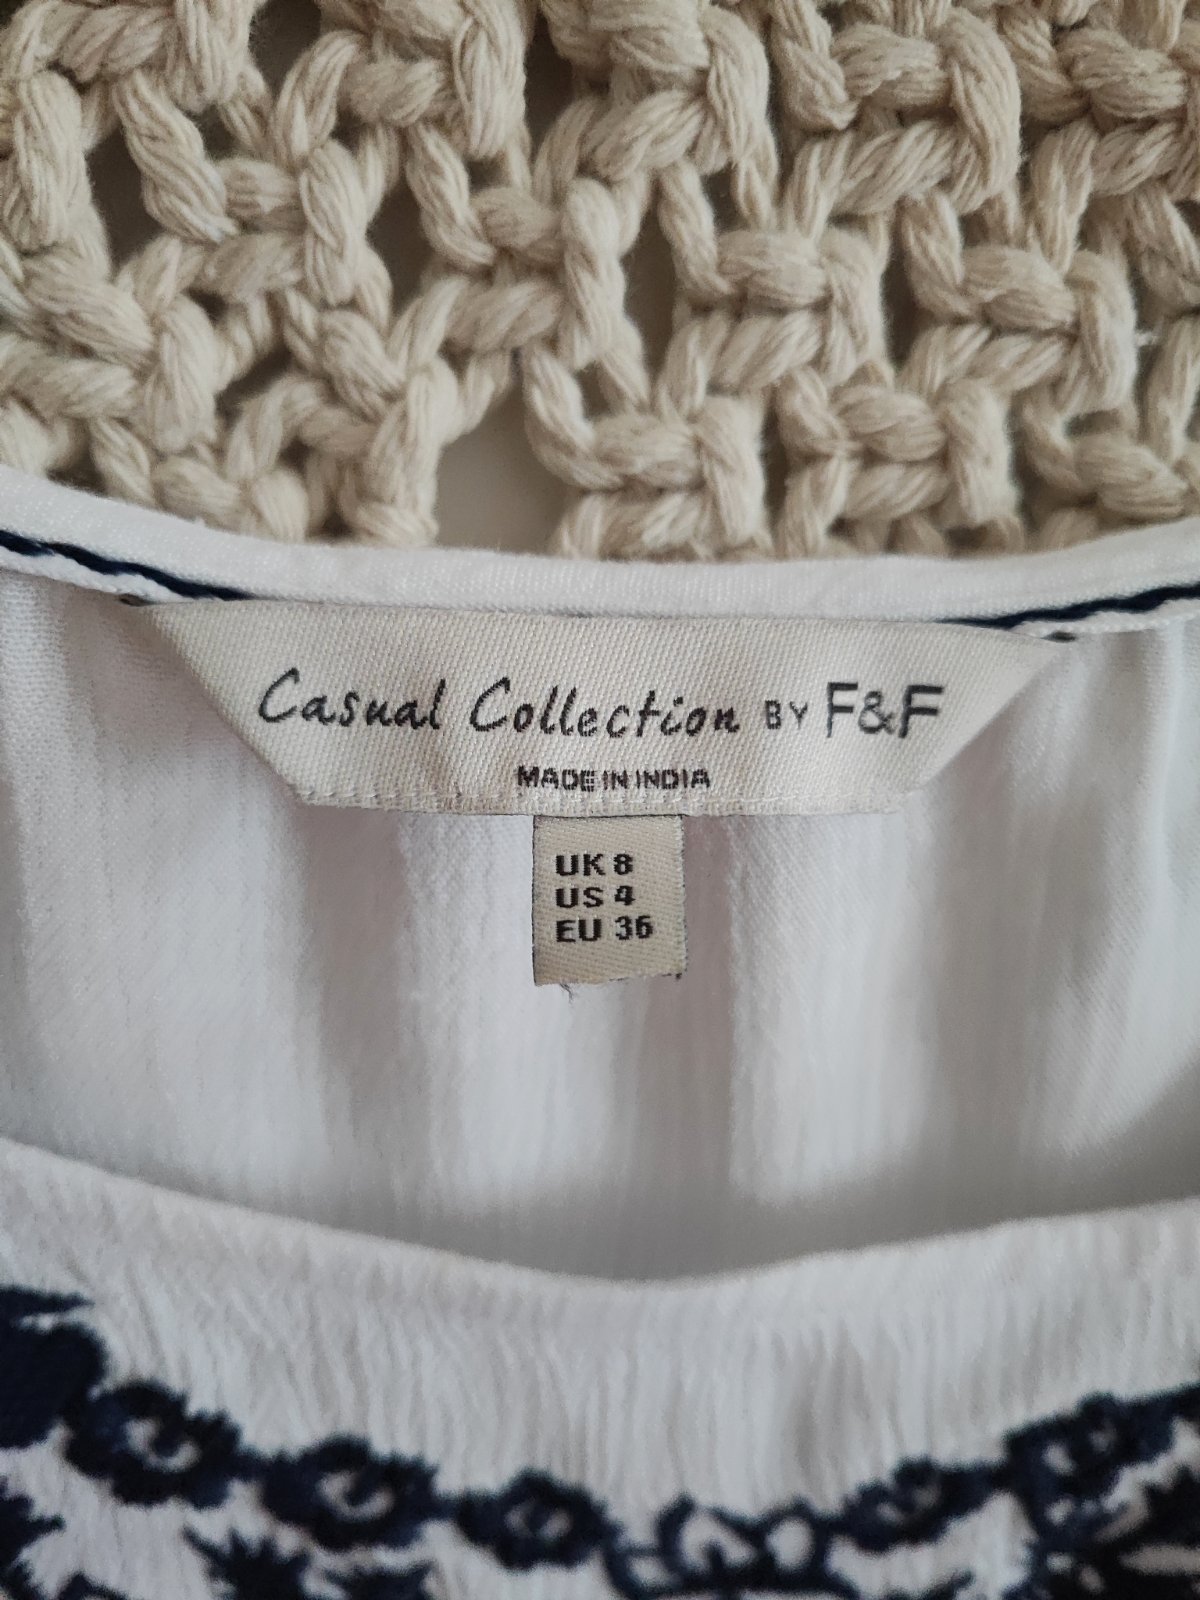 Casual Collection BY F&F
MADE IN INDIA
UK 8
US 4
EU 36